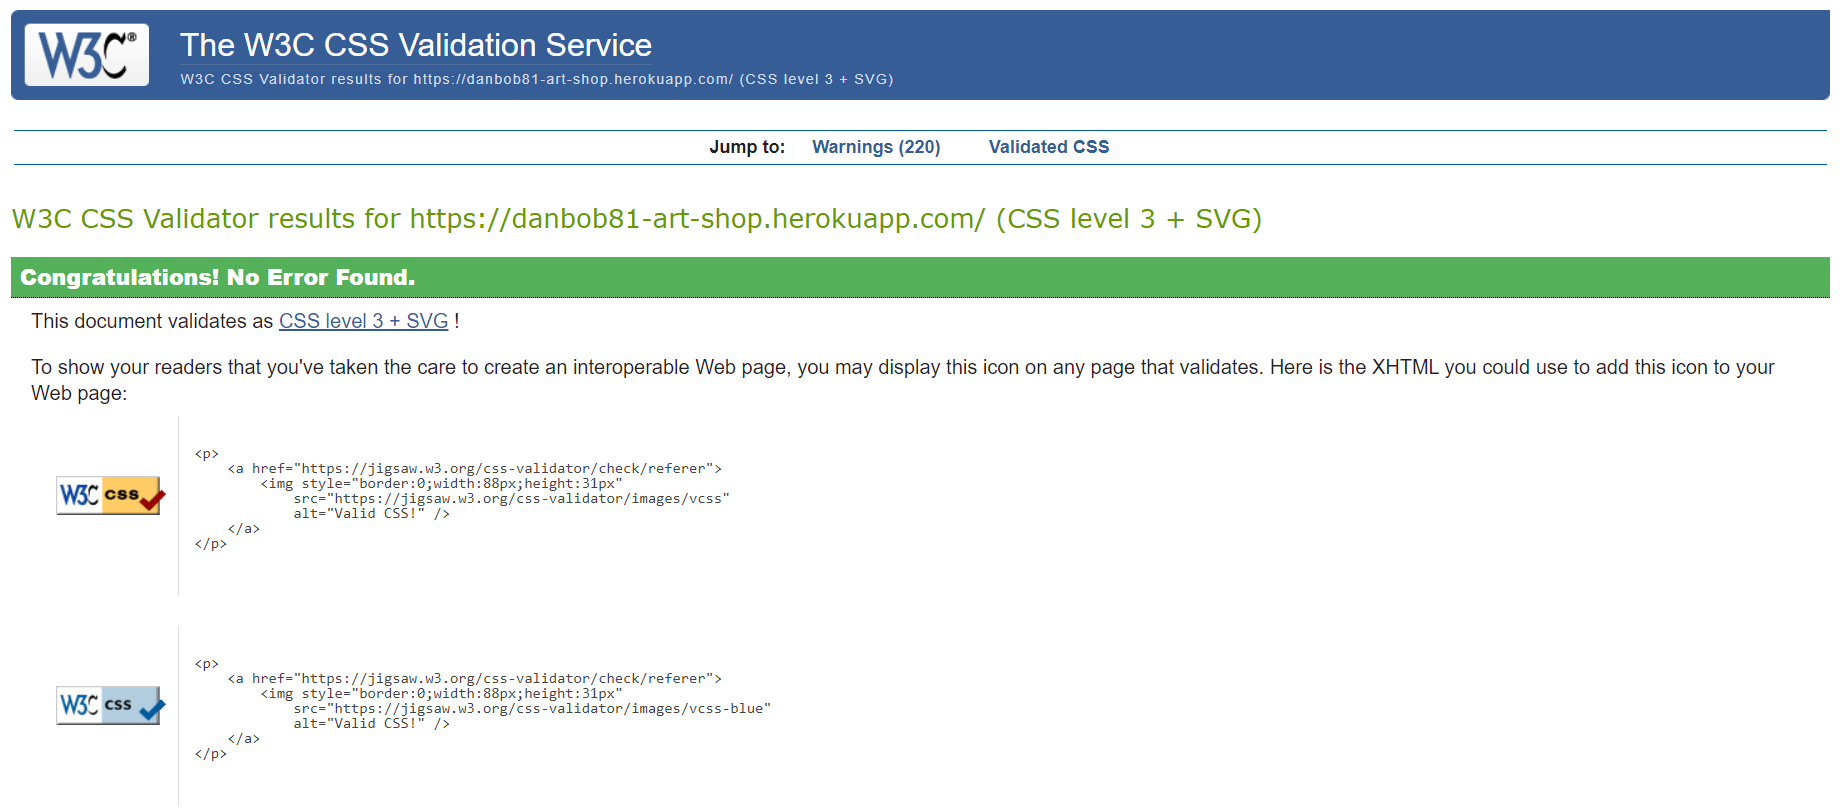 W3C®
The W3C CSS Validation Service
W3C CSS Validator results for https://danbob81-art-shop.herokuapp.com/ (CSS level 3 + SVG)
Jump to: Warnings (220) Validated CSS
W3C CSS Validator results for https://danbob81-art-shop.herokuapp.com/ (CSS level 3 + SVG)
Congratulations! No Error Found.
This document validates as CSS level 3 + SVG !
To show your readers that you've taken the care to create an interoperable Web page, you may display this icon on any page that validates. Here is the XHTML you could use to add this icon to your
Web page:
<p>
    <a href="https://jigsaw.w3.org/css-validator/check/referer">
        <img style="border:0;width:88px;height:31px"
W3C css
            src="https://jigsaw.w3.org/css-validator/images/vcss"
            alt="Valid CSS!" />
    </a>
</p>
<p>
    <a href="https://jigsaw.w3.org/css-validator/check/referer">
        <img style="border:0;width:88px;height:31px"
W3C css
            src="https://jigsaw.w3.org/css-validator/images/vcss-blue"
            alt="Valid CSS!" />
    </a>
</p>